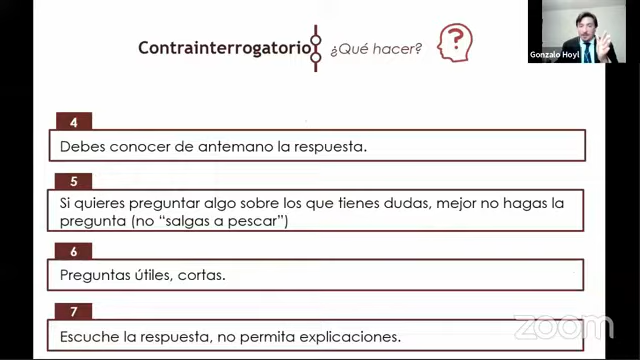 Contrainterrogatorio
¿Qué hacer?
?
Gonzalo Hoyl
4
Debes conocer de antemano la respuesta.
5
Si quieres preguntar algo sobre los que tienes dudas, mejor no hagas la
pregunta (no “salgas a pescar”)
6
Preguntas útiles, cortas.
7
Escuche la respuesta, no permita explicaciones.
zoom